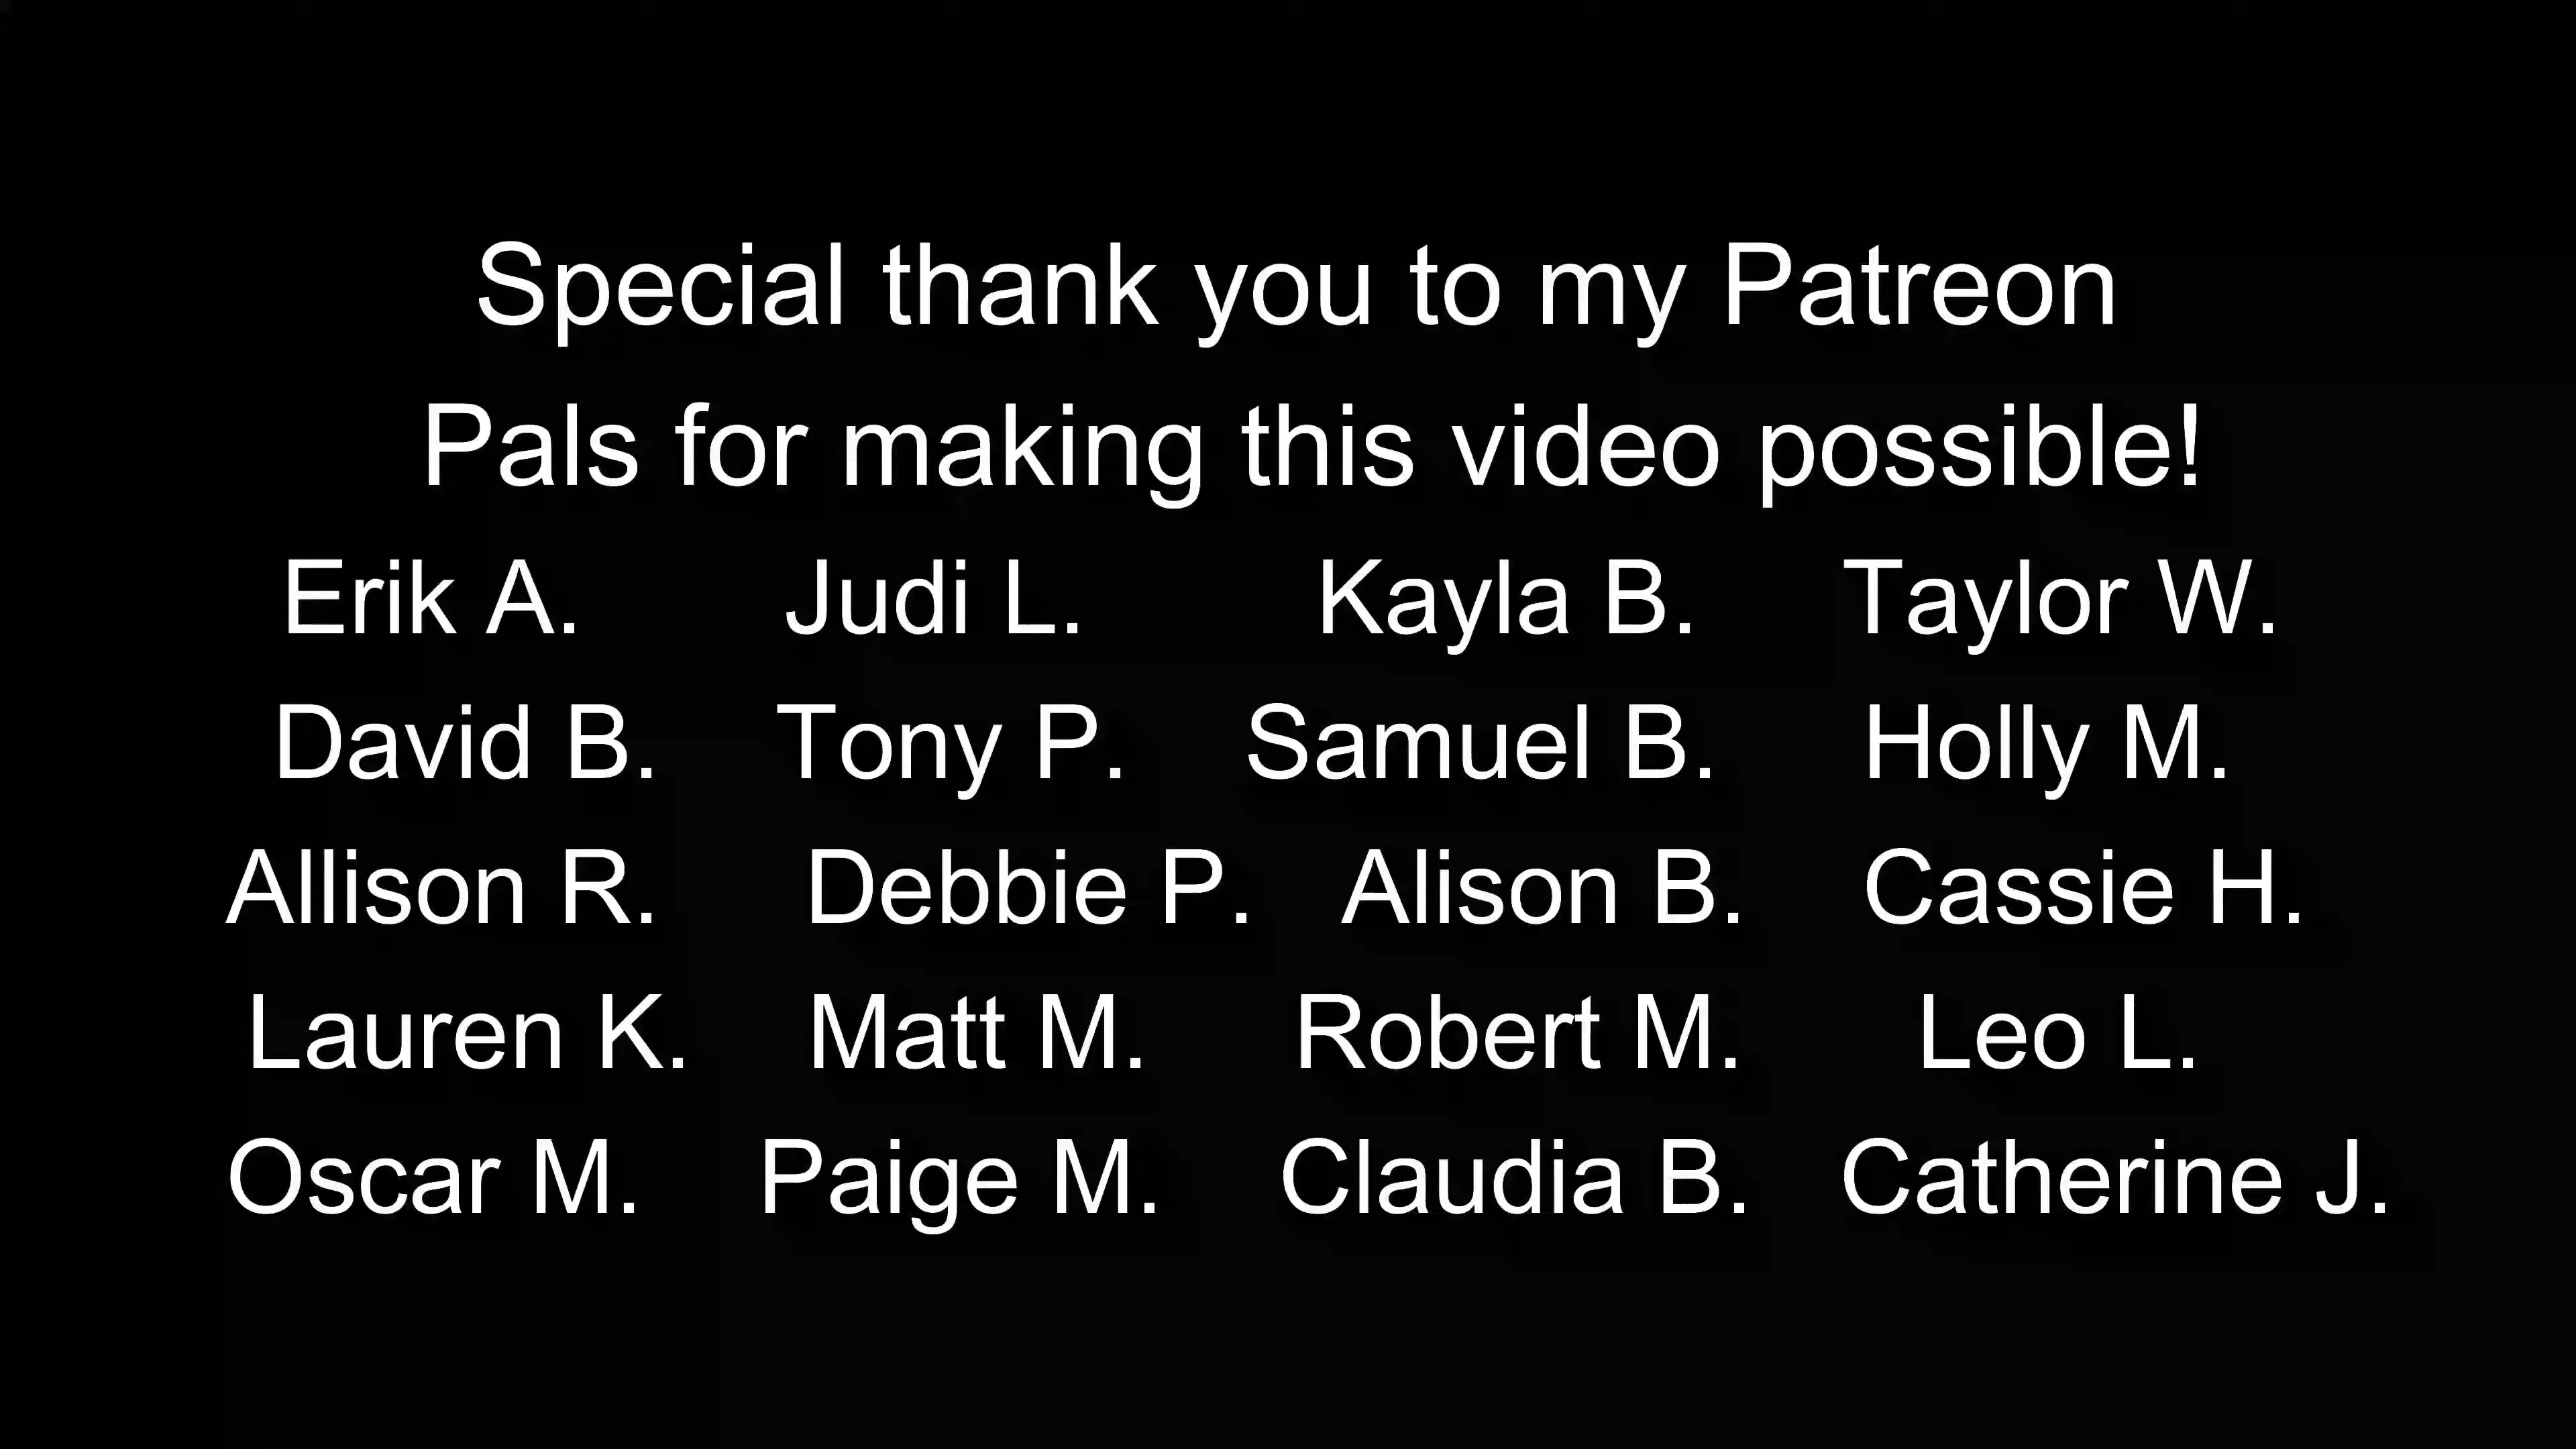 Special thank you to my Patreon
Pals for making this video possible!
Erik A. Judi L. Kayla B. Taylor W.
David B. Tony P. Samuel B. Holly M.
Allison R. Debbie P. Alison B. Cassie H.
Lauren K. Matt M. Robert M. Leo L.
Oscar M. Paige M. Claudia B. Catherine J.